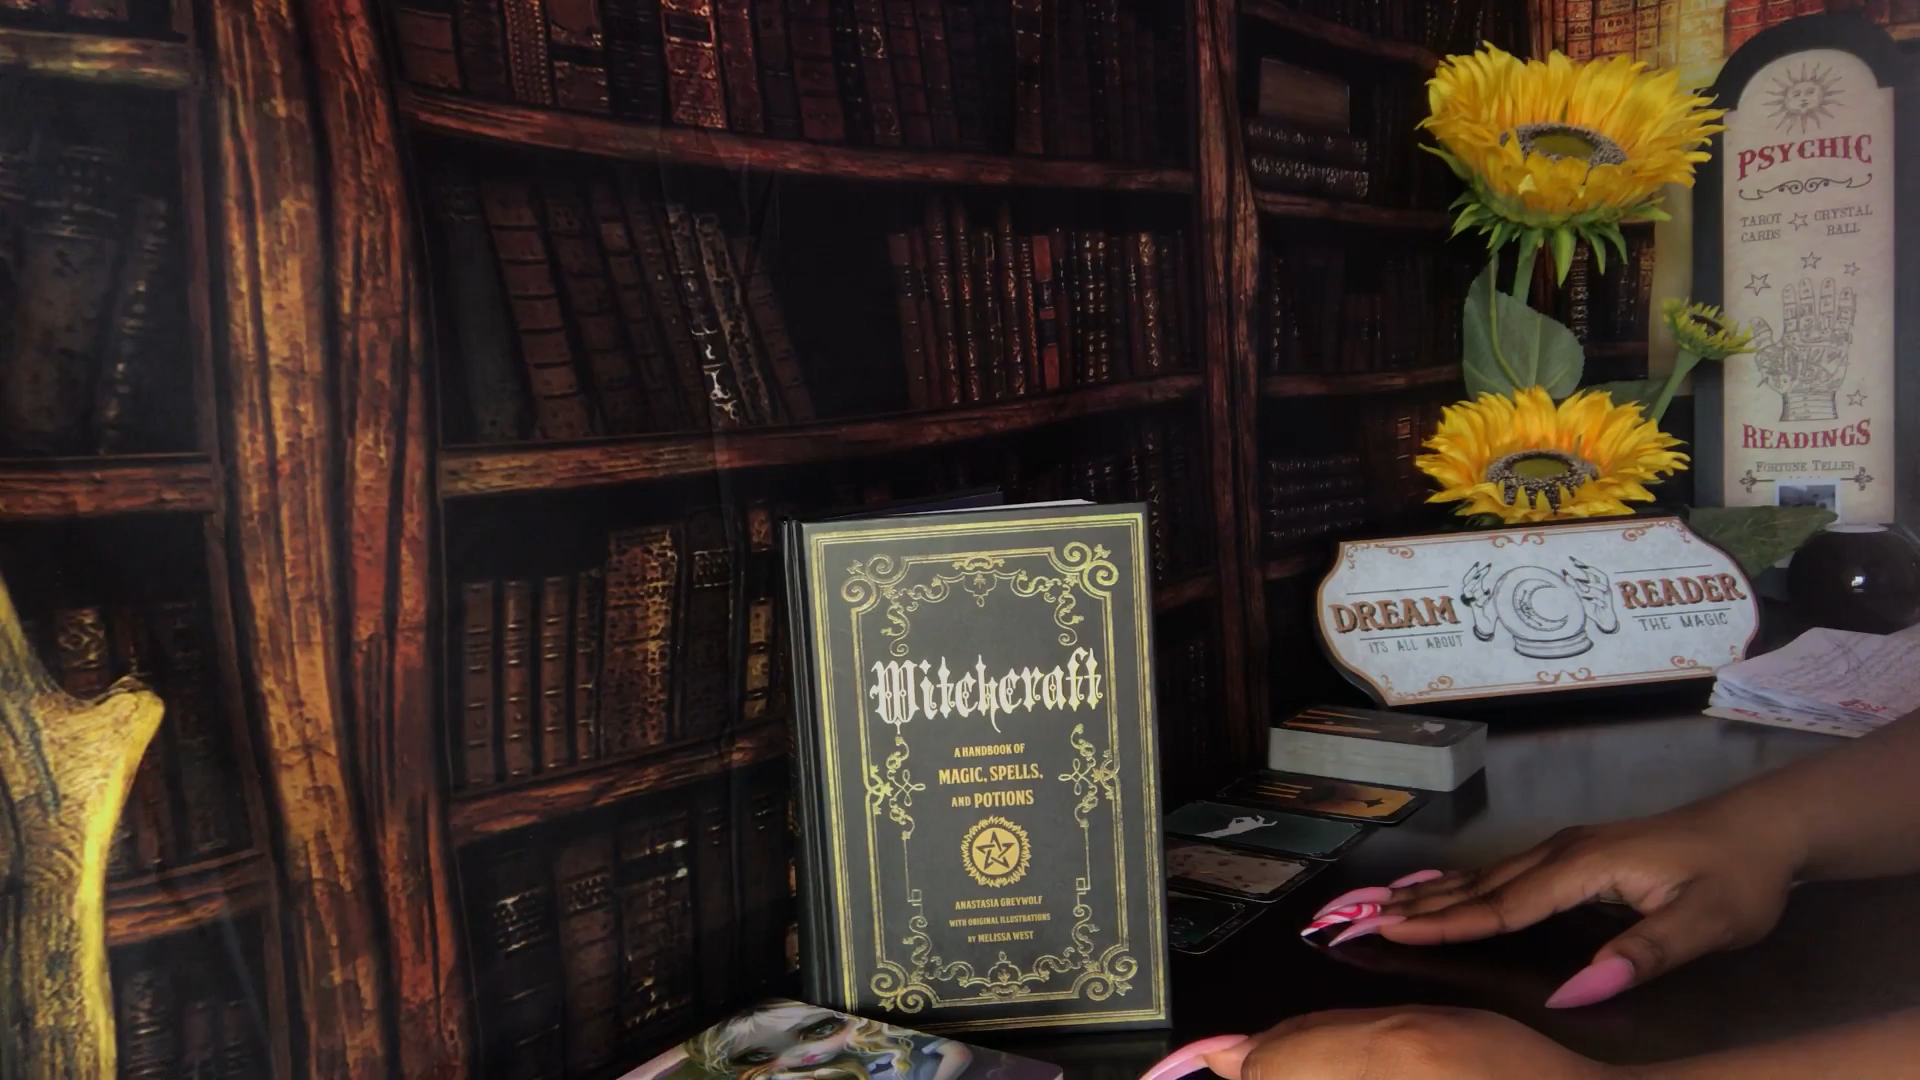 Witchcraft
A HANDBOOK OF
MAGIC, SPELLS,
AND POTIONS
ANASTASIA GREYWOLF
WITH ORIGINAL ILLUSTRATIONS
BY MELISSA WEST
PSYCHIC
TAROT CARDS
CRYSTAL BALL
READINGS
FORTUNE TELLER
DREAM READER
IT'S ALL ABOUT THE MAGIC